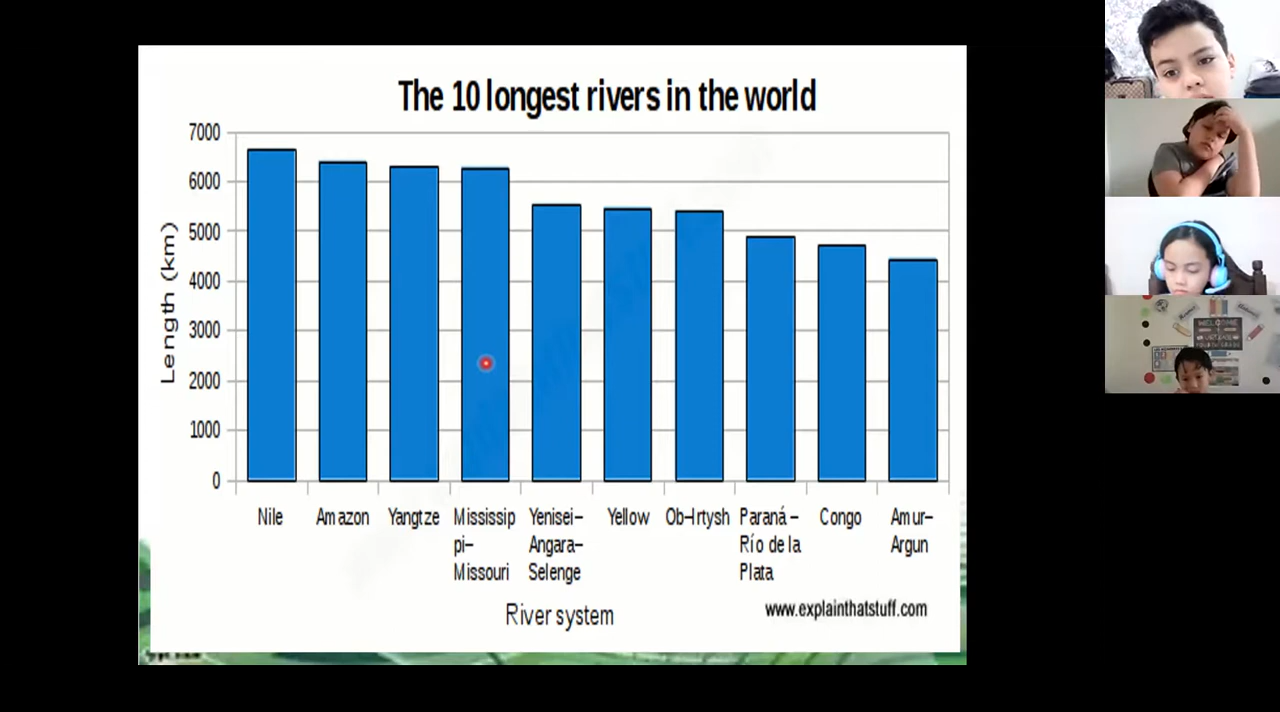 The 10 longest rivers in the world
7000
6000
5000
4000
3000
2000
1000
0
Length (km)
Nile
Amazon
Yangtze
Mississip
pi–
Missouri
Yenisei–
Angara–
Selenge
Yellow
Ob–Irtysh
Paraná –
Río de la
Plata
Congo
Amur–
Argun
River system
www.explainthatstuff.com
WELCOME